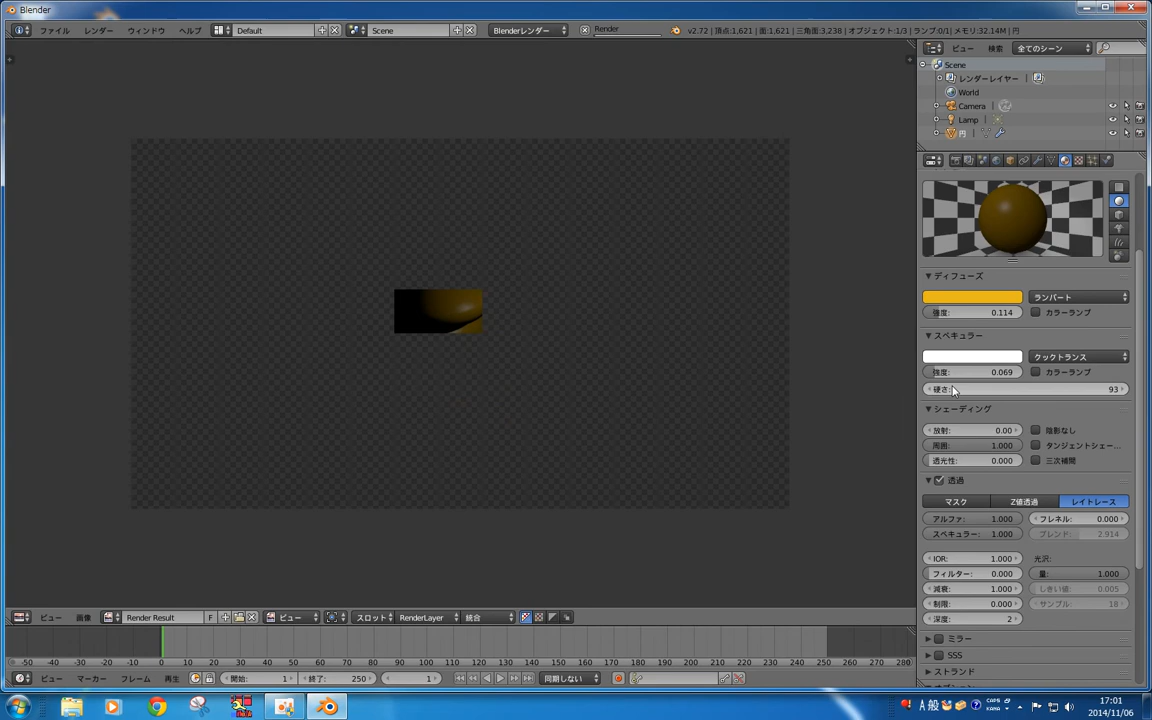 Blender
ファイル レンダー ウィンドウ ヘルプ Default Scene Blenderレンダー Render v2.72 | 頂点:1,621 | 面:1,621 | 三角面:3,238 | オブジェクト:1/3 | ランプ:0/1 | メモリ:32.14M | 円
ビュー 検索 全てのシーン
Scene
レンダーレイヤー
World
Camera
Lamp
円
ディフューズ
ランバート
強度: 0.114 カラーランプ
スペキュラー
クックトランス
強度: 0.069 カラーランプ
硬さ: 93
シェーディング
放射: 0.00 陰影なし
周囲: 1.000 タンジェントシェー...
透光性: 0.000 三次補間
透過
マスク Z値透過 レイトレース
アルファ: 1.000 フレネル: 0.000
スペキュラー: 1.000 ブレンド: 2.914
IOR: 1.000 光沢:
フィルター: 0.000 量: 1.000
減衰: 1.000 しきい値: 0.005
制限: 0.000 サンプル: 18
深度: 2
ミラー
SSS
ストランド
ビュー 画像 Render Result F ビュー スロット RenderLayer 統合
-50 -40 -30 -20 -10 0 10 20 30 40 50 60 70 80 90 100 110 120 130 140 150 160 170 180 190 200 210 220 230 240 250 260 270 280
ビュー マーカー フレーム 再生 開始: 1 終了: 250 1 同期しない
A 般 CAPS KANA 17:01
2014/11/06